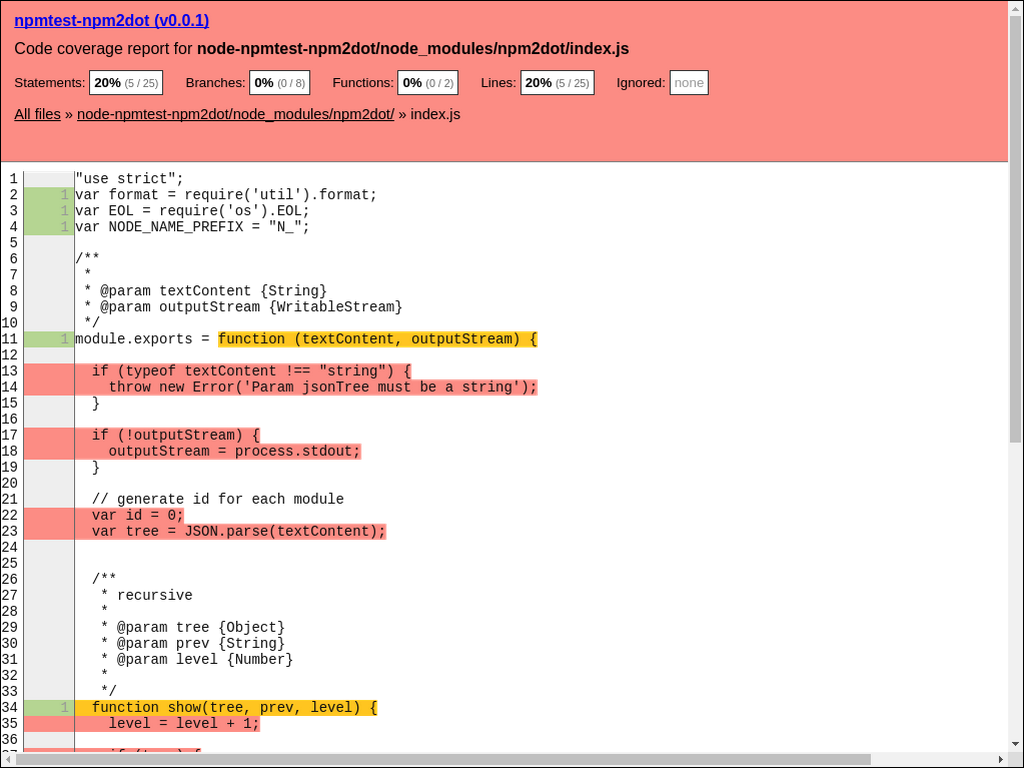 npmtest-npm2dot (v0.0.1)
Code coverage report for node-npmtest-npm2dot/node_modules/npm2dot/index.js
Statements: 20% (5 / 25) Branches: 0% (0 / 8) Functions: 0% (0 / 2) Lines: 20% (5 / 25) Ignored: none
All files » node-npmtest-npm2dot/node_modules/npm2dot/ » index.js
1 "use strict";
2 1 var format = require('util').format;
3 1 var EOL = require('os').EOL;
4 1 var NODE_NAME_PREFIX = "N_";
5
6 /**
7  *
8  * @param textContent {String}
9  * @param outputStream {WritableStream}
10  */
11 1 module.exports = function (textContent, outputStream) {
12
13   if (typeof textContent !== "string") {
14     throw new Error('Param jsonTree must be a string');
15   }
16
17   if (!outputStream) {
18     outputStream = process.stdout;
19   }
20
21   // generate id for each module
22   var id = 0;
23   var tree = JSON.parse(textContent);
24
25
26   /**
27    * recursive
28    *
29    * @param tree {Object}
30    * @param prev {String}
31    * @param level {Number}
32    *
33    */
34 1   function show(tree, prev, level) {
35     level = level + 1;
36